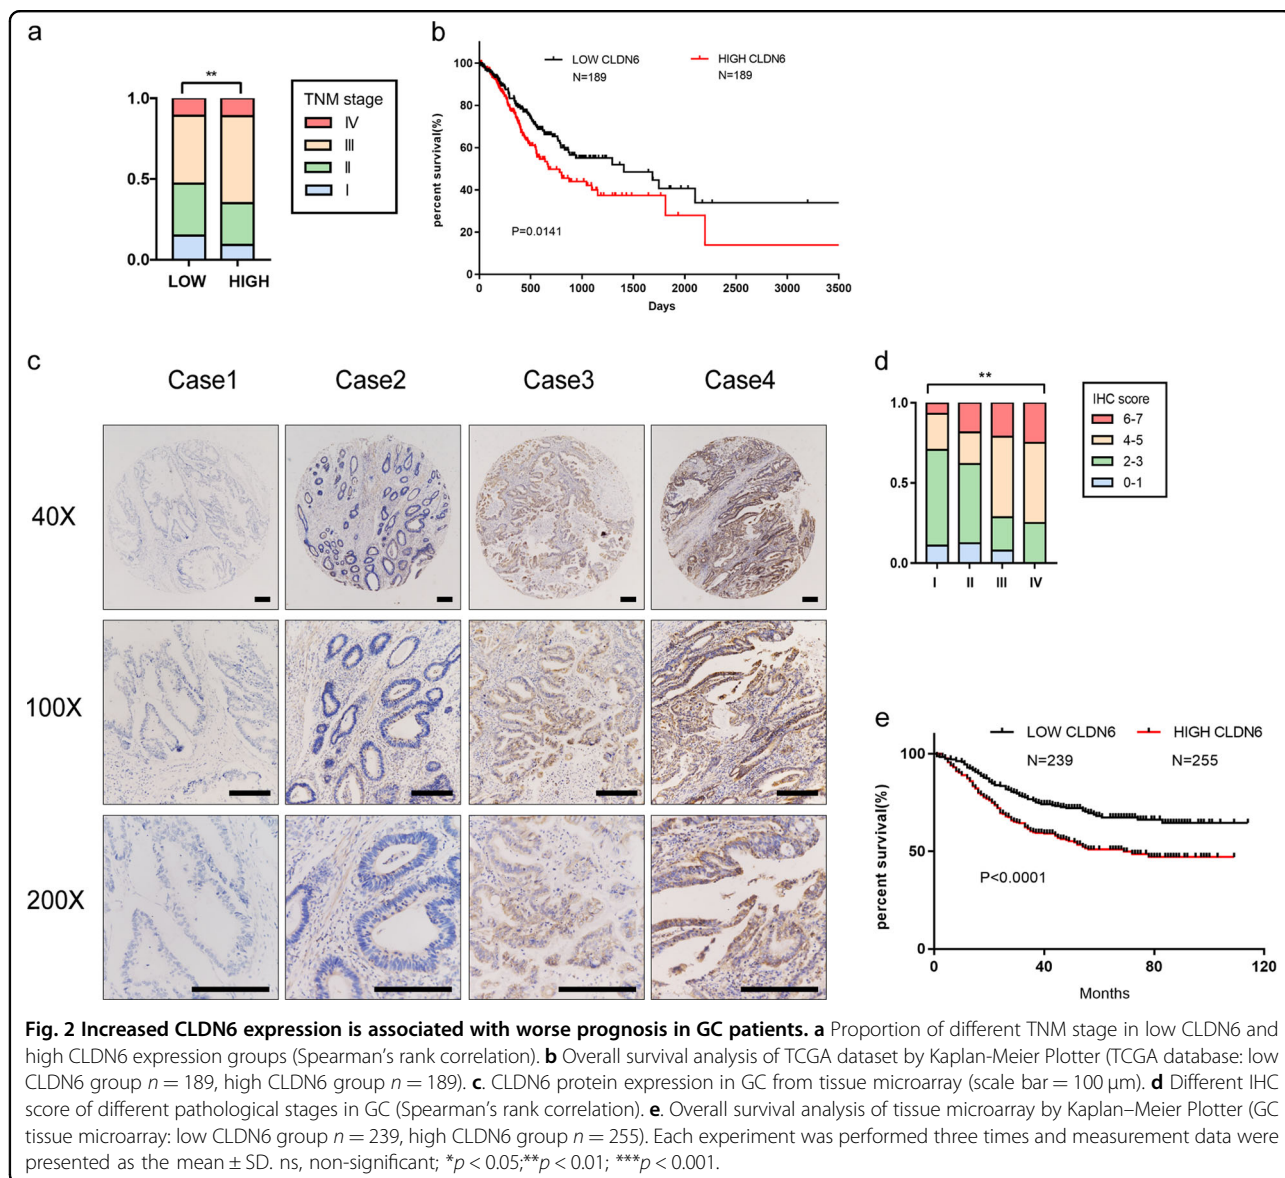 a
**
1.0
0.5
0.0
LOW HIGH
TNM stage
IV
III
II
I
b
LOW CLDN6
N=189
HIGH CLDN6
N=189
percent survival(%)
100
80
60
40
20
0
P=0.0141
0 500 1000 1500 2000 2500 3000 3500
Days
c
Case1 Case2 Case3 Case4
40X
100X
200X
d
**
1.0
0.5
0.0
I II III IV
IHC score
6-7
4-5
2-3
0-1
e
LOW CLDN6
N=239
HIGH CLDN6
N=255
percent survival(%)
100
50
0
P<0.0001
0 40 80 120
Months
Fig. 2 Increased CLDN6 expression is associated with worse prognosis in GC patients. a Proportion of different TNM stage in low CLDN6 and
high CLDN6 expression groups (Spearman's rank correlation). b Overall survival analysis of TCGA dataset by Kaplan-Meier Plotter (TCGA database: low
CLDN6 group n = 189, high CLDN6 group n = 189). c. CLDN6 protein expression in GC from tissue microarray (scale bar = 100 μm). d Different IHC
score of different pathological stages in GC (Spearman's rank correlation). e. Overall survival analysis of tissue microarray by Kaplan–Meier Plotter (GC
tissue microarray: low CLDN6 group n = 239, high CLDN6 group n = 255). Each experiment was performed three times and measurement data were
presented as the mean ± SD. ns, non-significant; *p < 0.05;**p < 0.01; ***p < 0.001.